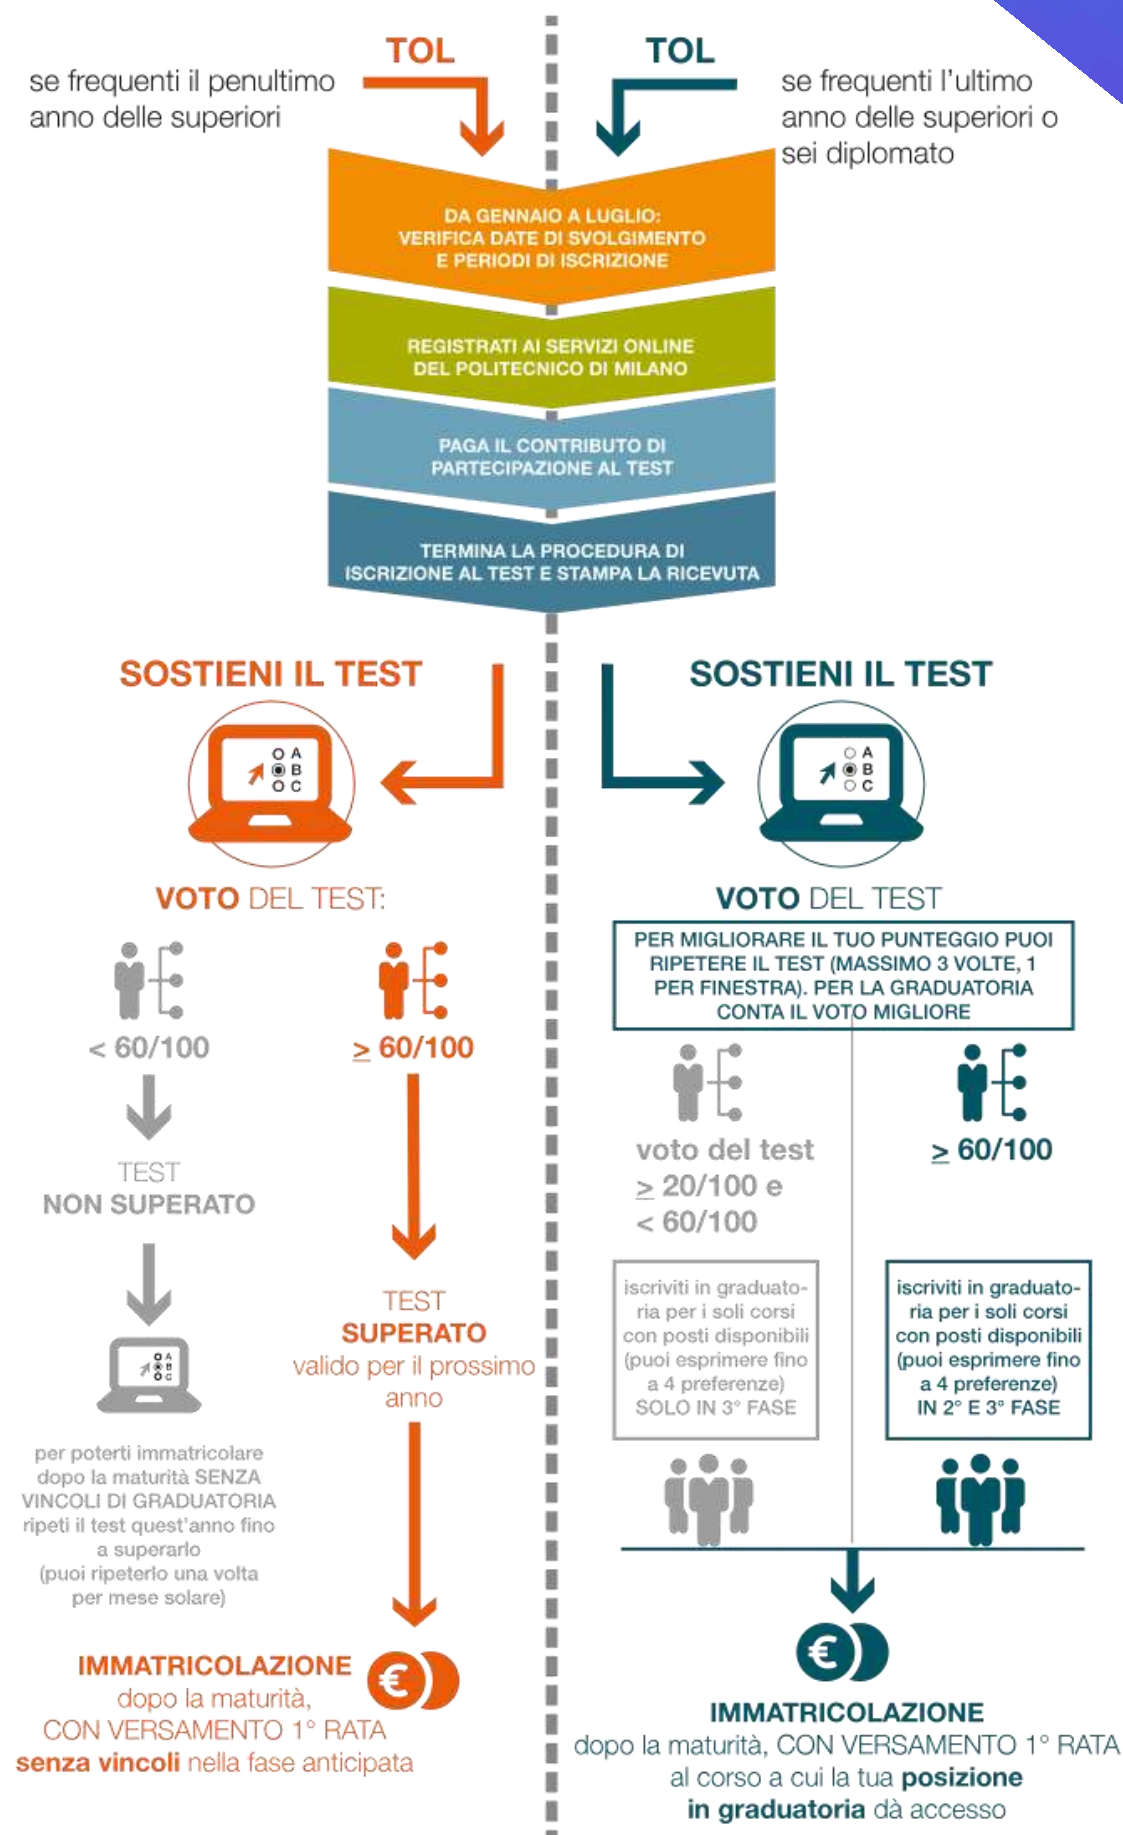 TOL
se frequenti il penultimo
anno delle superiori
TOL
se frequenti l'ultimo
anno delle superiori o
sei diplomato
DA GENNAIO A LUGLIO:
VERIFICA DATE DI SVOLGIMENTO
E PERIODI DI ISCRIZIONE
REGISTRATI AI SERVIZI ONLINE
DEL POLITECNICO DI MILANO
PAGA IL CONTRIBUTO DI
PARTECIPAZIONE AL TEST
TERMINA LA PROCEDURA DI
ISCRIZIONE AL TEST E STAMPA LA RICEVUTA
SOSTIENI IL TEST
A
B
C
VOTO DEL TEST:
< 60/100
TEST
NON SUPERATO
A
B
C
per poterti immatricolare
dopo la maturità SENZA
VINCOLI DI GRADUATORIA
ripeti il test quest'anno fino
a superarlo
(puoi ripeterlo una volta
per mese solare)
≥ 60/100
TEST
SUPERATO
valido per il prossimo
anno
IMMATRICOLAZIONE
€
dopo la maturità,
CON VERSAMENTO 1° RATA
senza vincoli nella fase anticipata
SOSTIENI IL TEST
A
B
C
VOTO DEL TEST
PER MIGLIORARE IL TUO PUNTEGGIO PUOI
RIPETERE IL TEST (MASSIMO 3 VOLTE, 1
PER FINESTRA). PER LA GRADUATORIA
CONTA IL VOTO MIGLIORE
voto del test
≥ 20/100 e
< 60/100
iscriviti in graduato-
ria per i soli corsi
con posti disponibili
(puoi esprimere fino
a 4 preferenze)
SOLO IN 3° FASE
≥ 60/100
iscriviti in graduato-
ria per i soli corsi
con posti disponibili
(puoi esprimere fino
a 4 preferenze)
IN 2° E 3° FASE
€
IMMATRICOLAZIONE
dopo la maturità, CON VERSAMENTO 1° RATA
al corso a cui la tua posizione
in graduatoria dà accesso